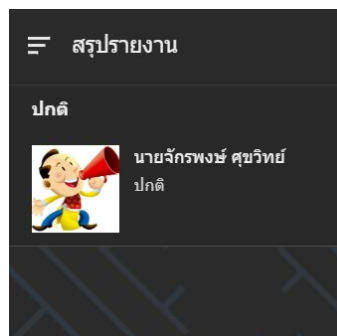 สรุปรายงาน
ปกติ
นายจักรพงษ์ ศุขวิทย์
ปกติ